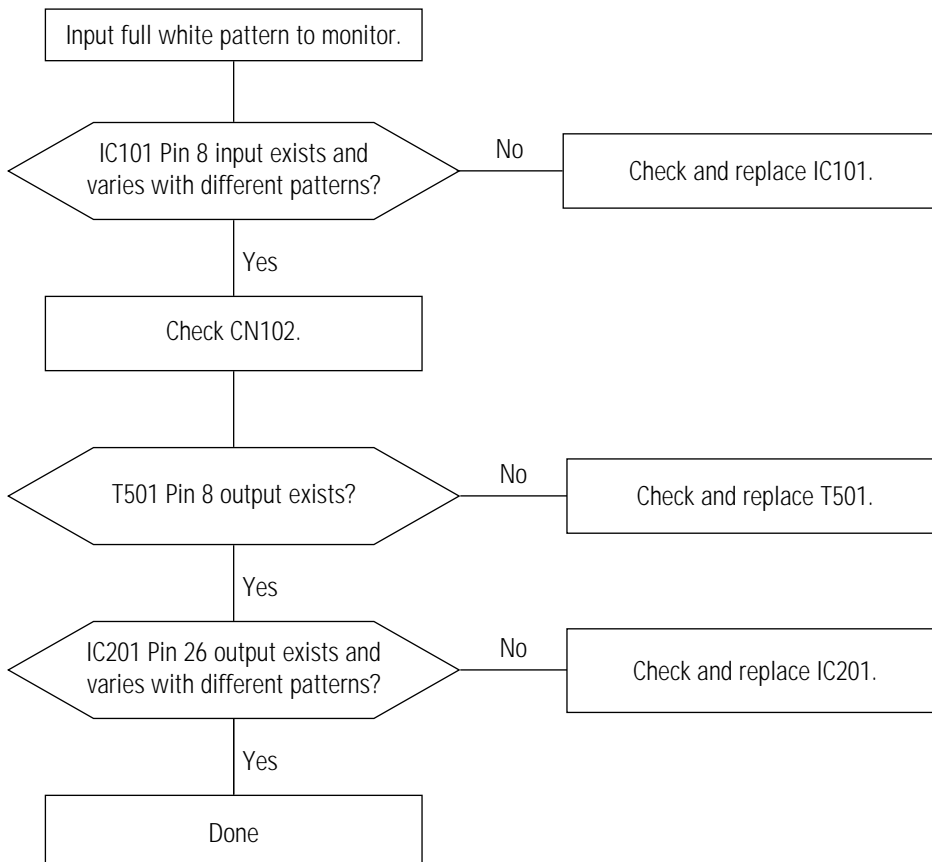 Input full white pattern to monitor.
IC101 Pin 8 input exists and
varies with different patterns?
No
Check and replace IC101.
Yes
Check CN102.
T501 Pin 8 output exists?
No
Check and replace T501.
Yes
IC201 Pin 26 output exists and
varies with different patterns?
No
Check and replace IC201.
Yes
Done